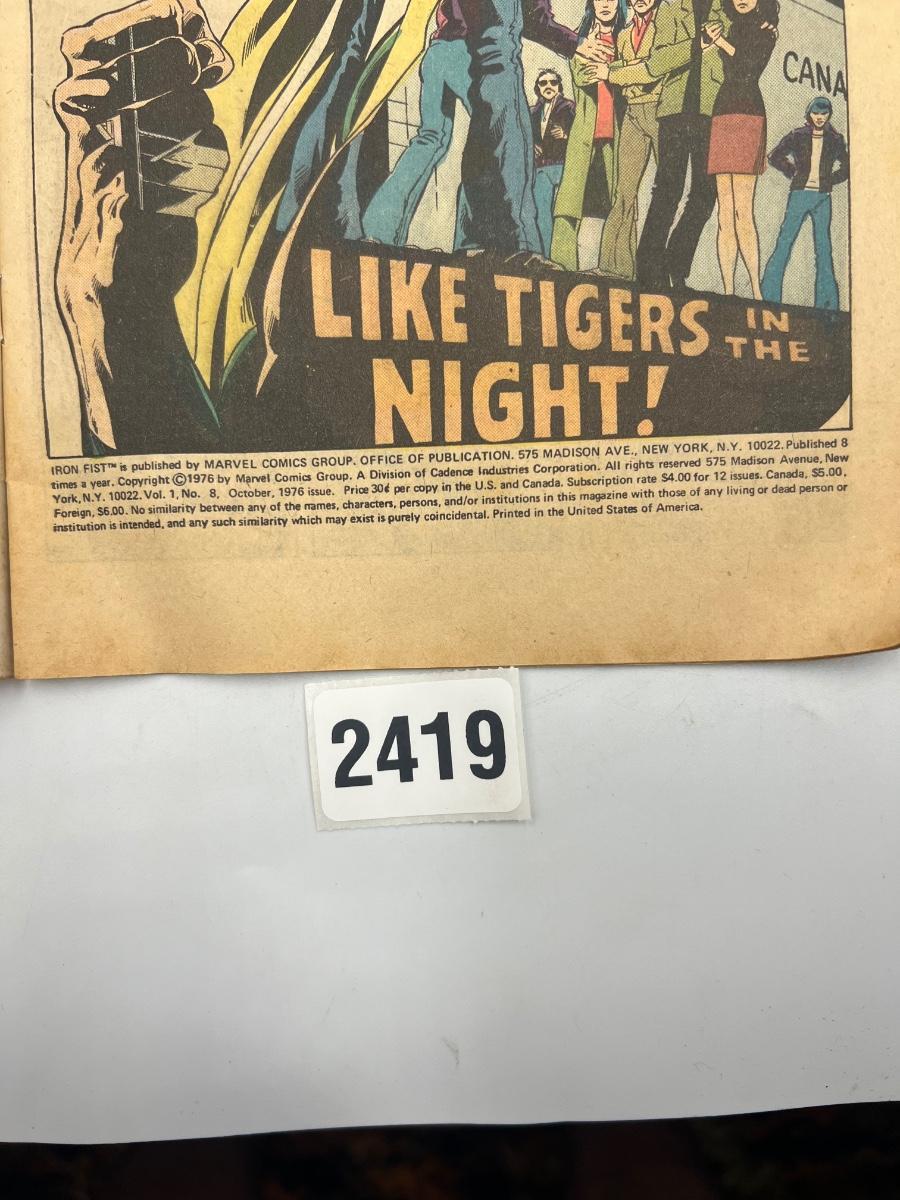 CANA
LIKE TIGERS IN THE
NIGHT!
IRON FIST™ is published by MARVEL COMICS GROUP. OFFICE OF PUBLICATION. 575 MADISON AVE., NEW YORK, N.Y. 10022. Published 8
times a year. Copyright ©1976 by Marvel Comics Group. A Division of Cadence Industries Corporation. All rights reserved 575 Madison Avenue, New
York, N.Y. 10022. Vol. 1, No. 8, October, 1976 issue. Price 30¢ per copy in the U.S. and Canada. Subscription rate $4.00 for 12 issues. Canada, $5.00,
Foreign, $6.00. No similarity between any of the names, characters, persons, and/or institutions in this magazine with those of any living or dead person or
institution is intended, and any such similarity which may exist is purely coincidental. Printed in the United States of America.
2419